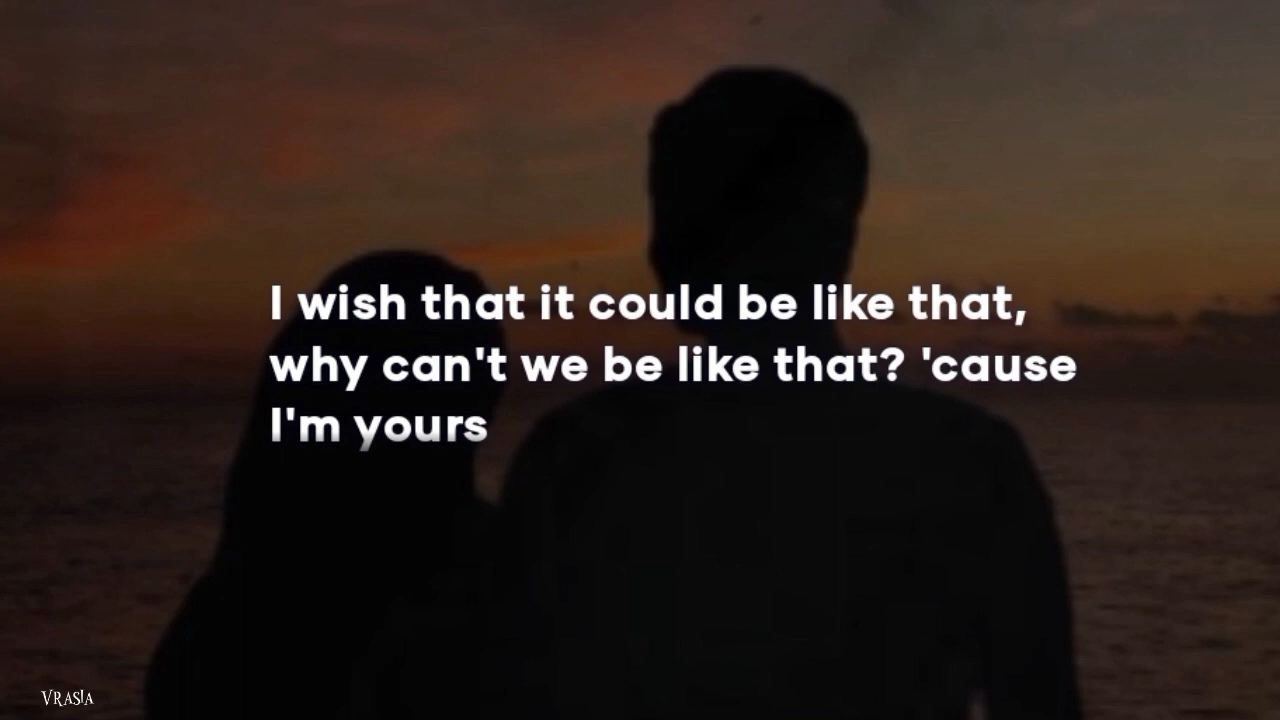 I wish that it could be like that,
why can't we be like that? 'cause
I'm yours
VRASIA